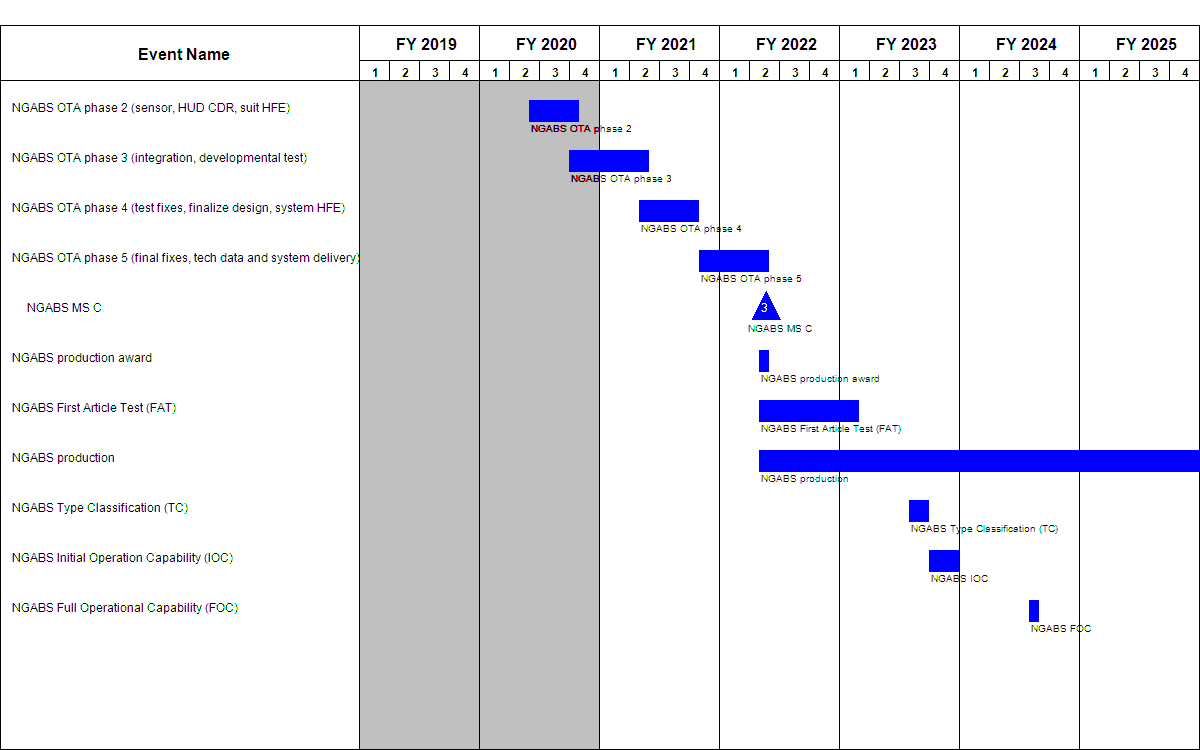 Event Name FY 2019 FY 2020 FY 2021 FY 2022 FY 2023 FY 2024 FY 2025
1 2 3 4 1 2 3 4 1 2 3 4 1 2 3 4 1 2 3 4 1 2 3 4 1 2 3 4
NGABS OTA phase 2 (sensor, HUD CDR, suit HFE)
NGABS OTA phase 2
NGABS OTA phase 3 (integration, developmental test)
NGABS OTA phase 3
NGABS OTA phase 4 (test fixes, finalize design, system HFE)
NGABS OTA phase 4
NGABS OTA phase 5 (final fixes, tech data and system delivery)
NGABS OTA phase 5
NGABS MS C 3
NGABS MS C
NGABS production award
NGABS production award
NGABS First Article Test (FAT)
NGABS First Article Test (FAT)
NGABS production
NGABS production
NGABS Type Classification (TC)
NGABS Type Classification (TC)
NGABS Initial Operation Capability (IOC)
NGABS IOC
NGABS Full Operational Capability (FOC)
NGABS FOC